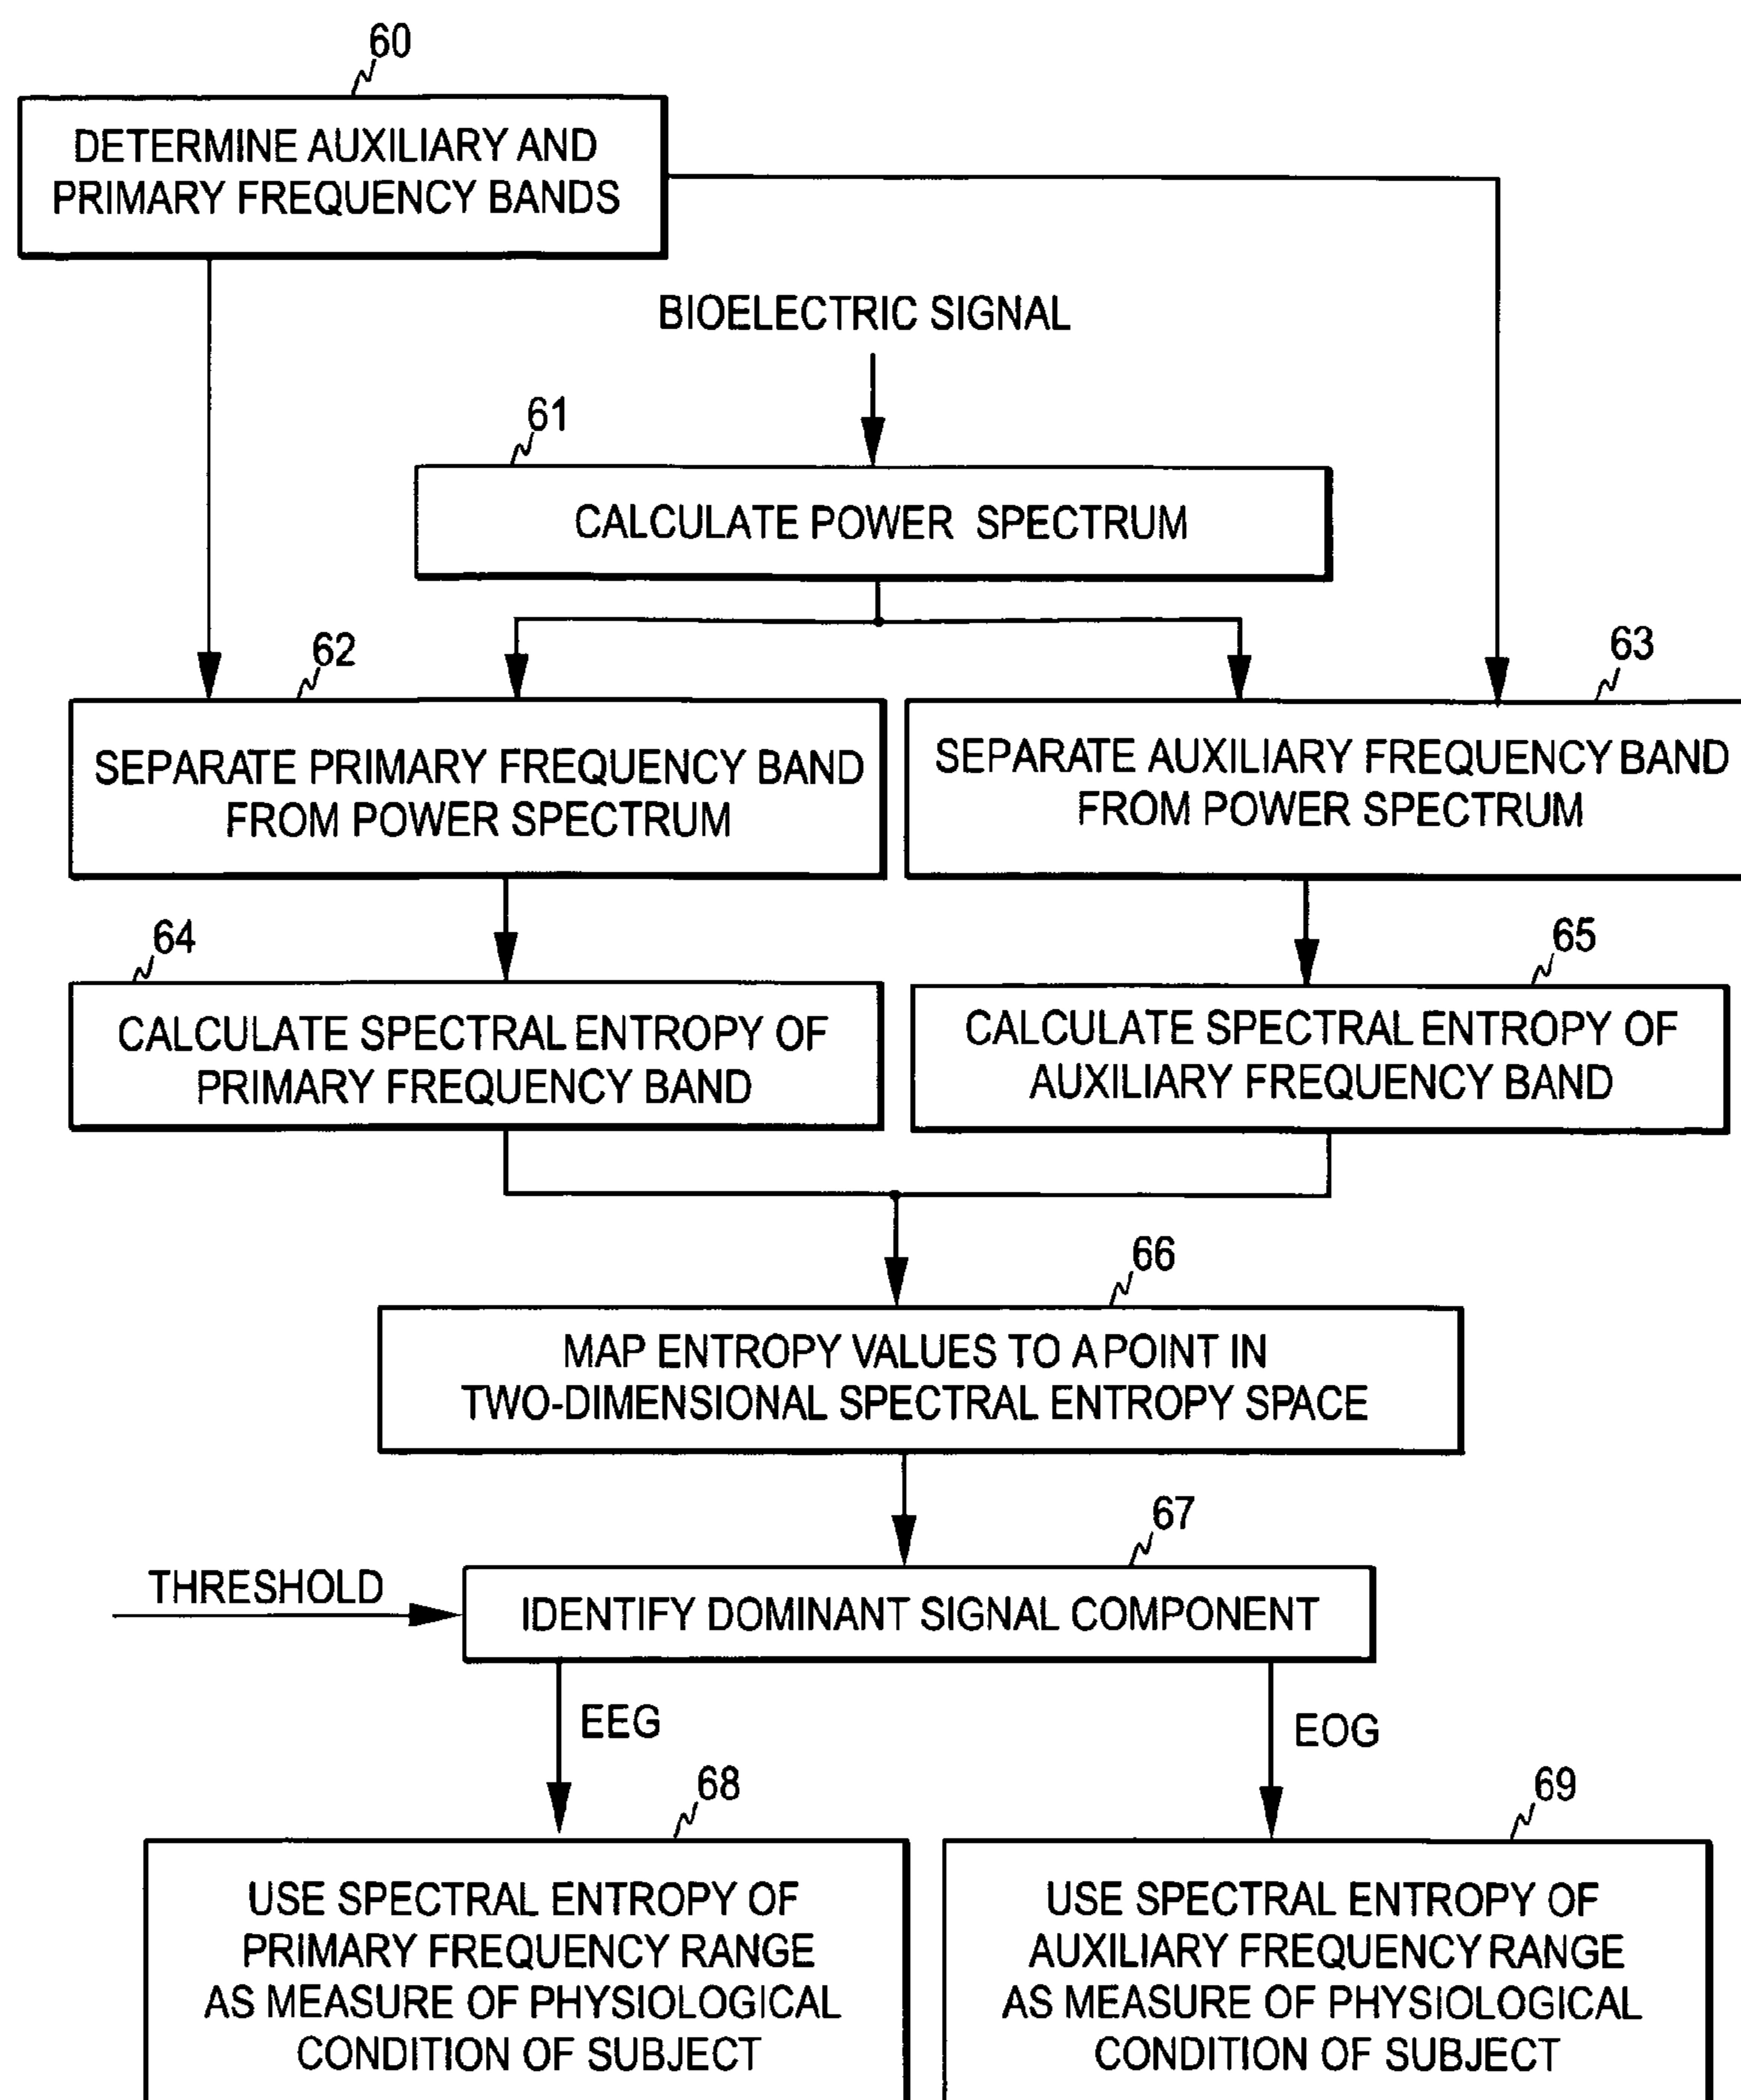 60
DETERMINE AUXILIARY AND
PRIMARY FREQUENCY BANDS
BIOELECTRIC SIGNAL
61
CALCULATE POWER SPECTRUM
62
SEPARATE PRIMARY FREQUENCY BAND
FROM POWER SPECTRUM
63
SEPARATE AUXILIARY FREQUENCY BAND
FROM POWER SPECTRUM
64
CALCULATE SPECTRAL ENTROPY OF
PRIMARY FREQUENCY BAND
65
CALCULATE SPECTRAL ENTROPY OF
AUXILIARY FREQUENCY BAND
66
MAP ENTROPY VALUES TO A POINT IN
TWO-DIMENSIONAL SPECTRAL ENTROPY SPACE
67
THRESHOLD
IDENTIFY DOMINANT SIGNAL COMPONENT
EEG
EOG
68
USE SPECTRAL ENTROPY OF
PRIMARY FREQUENCY RANGE
AS MEASURE OF PHYSIOLOGICAL
CONDITION OF SUBJECT
69
USE SPECTRAL ENTROPY OF
AUXILIARY FREQUENCY RANGE
AS MEASURE OF PHYSIOLOGICAL
CONDITION OF SUBJECT